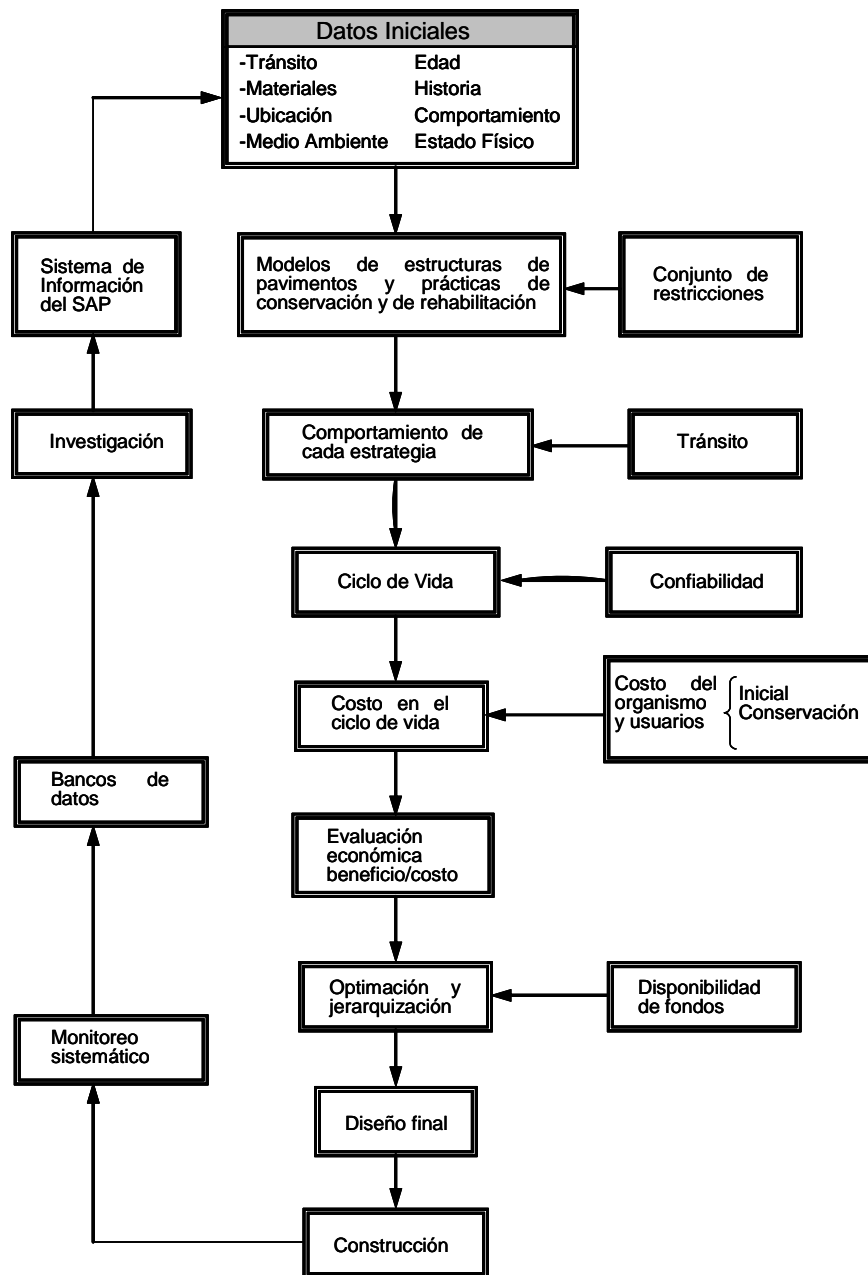 Datos Iniciales
-Tránsito Edad
-Materiales Historia
-Ubicación Comportamiento
-Medio Ambiente Estado Físico
Sistema de
Información
del SAP
Modelos de estructuras de
pavimentos y prácticas de
conservación y de rehabilitación
Conjunto de
restricciones
Investigación
Comportamiento de
cada estrategia
Tránsito
Ciclo de Vida
Confiabilidad
Costo en el
ciclo de vida
Costo del
organismo
y usuarios
Inicial
Conservación
Bancos de
datos
Evaluación
económica
beneficio/costo
Optimación y
jerarquización
Disponibilidad
de fondos
Monitoreo
sistemático
Diseño final
Construcción